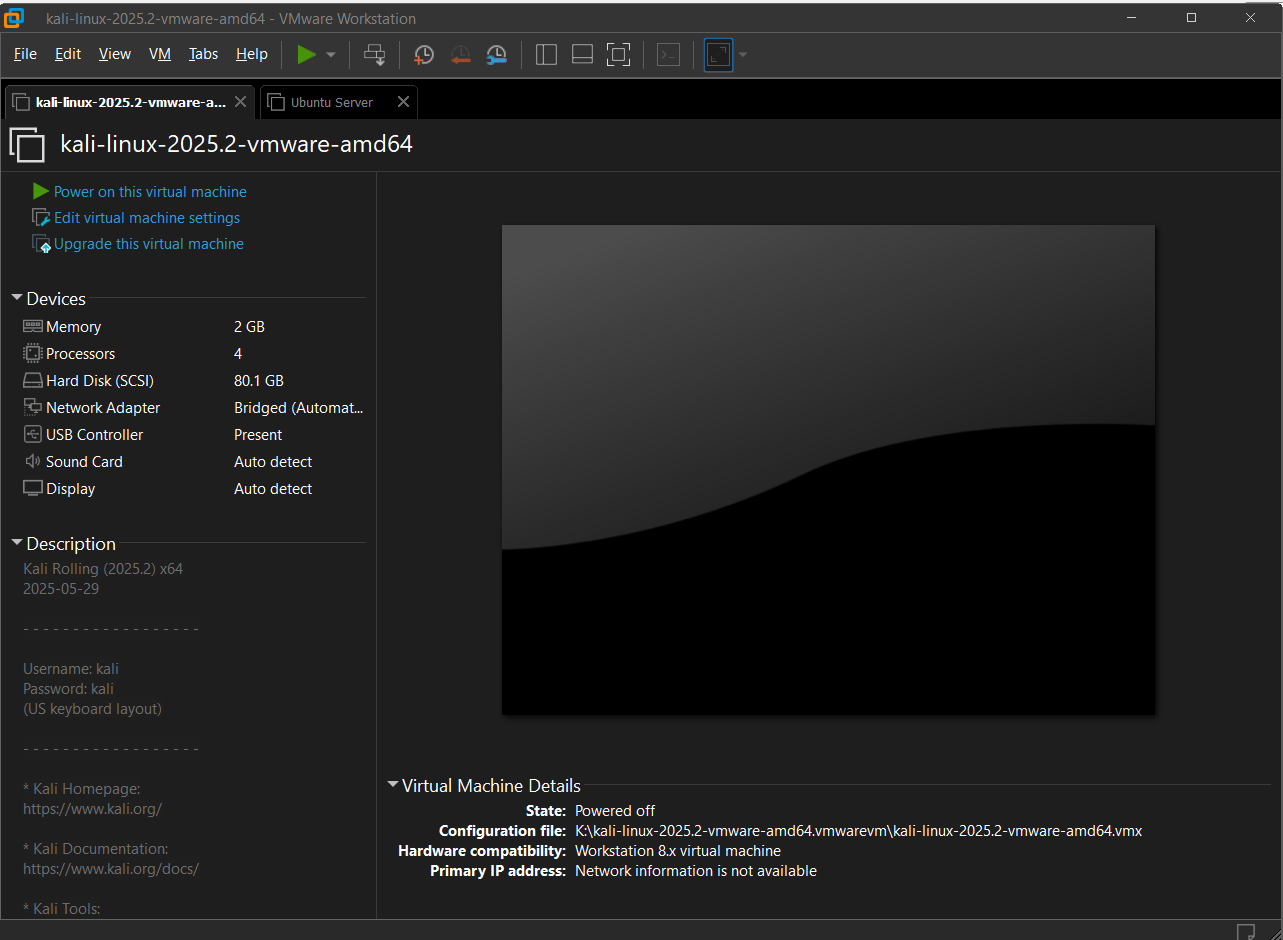 kali-linux-2025.2-vmware-amd64 - VMware Workstation
File Edit View VM Tabs Help
kali-linux-2025.2-vmware-a... Ubuntu Server
kali-linux-2025.2-vmware-amd64
Power on this virtual machine
Edit virtual machine settings
Upgrade this virtual machine
Devices
Memory 2 GB
Processors 4
Hard Disk (SCSI) 80.1 GB
Network Adapter Bridged (Automat...
USB Controller Present
Sound Card Auto detect
Display Auto detect
Description
Kali Rolling (2025.2) x64
2025-05-29
- - - - - - - - - - - - - - - - - -
Username: kali
Password: kali
(US keyboard layout)
- - - - - - - - - - - - - - - - - -
* Kali Homepage:
https://www.kali.org/
* Kali Documentation:
https://www.kali.org/docs/
* Kali Tools:
Virtual Machine Details
State: Powered off
Configuration file: K:\kali-linux-2025.2-vmware-amd64.vmwarevm\kali-linux-2025.2-vmware-amd64.vmx
Hardware compatibility: Workstation 8.x virtual machine
Primary IP address: Network information is not available